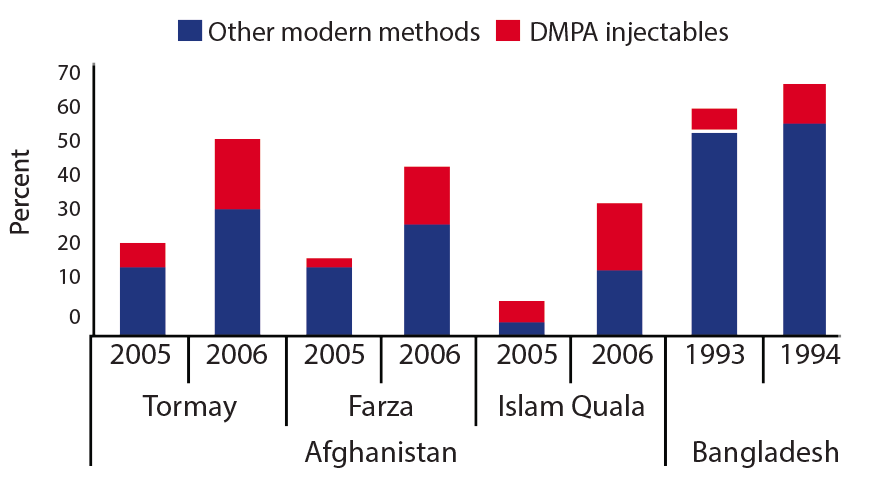 Other modern methods DMPA injectables
Percent
70
60
50
40
30
20
10
0
2005 2006 2005 2006 2005 2006 1993 1994
Tormay Farza Islam Quala
Afghanistan Bangladesh